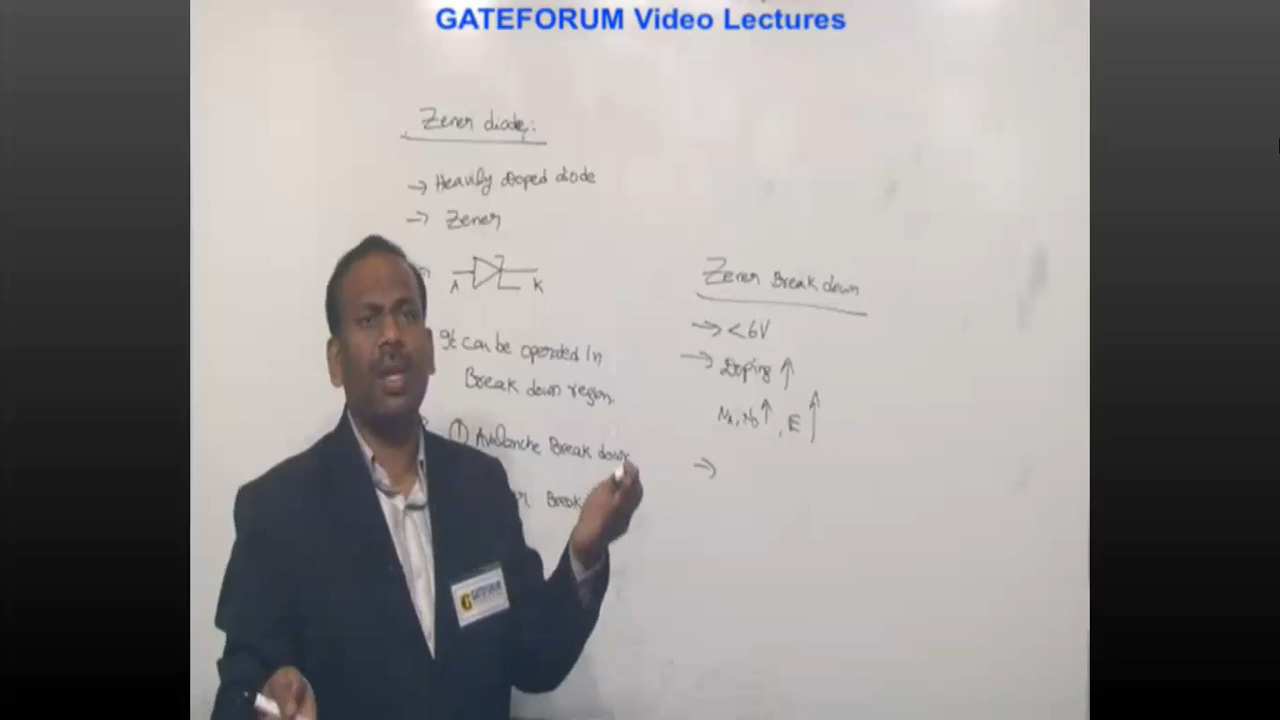 GATEFORUM Video Lectures
Zener diode:
→ Heavily Doped diode
→ Zener
A K
It can be operated in
Break down region.
① Avalanche Break down
Break
GATEFORUM
Zener Break down
→ < 6V
→ Doping ↑
NA, ND ↑, E ↑
→